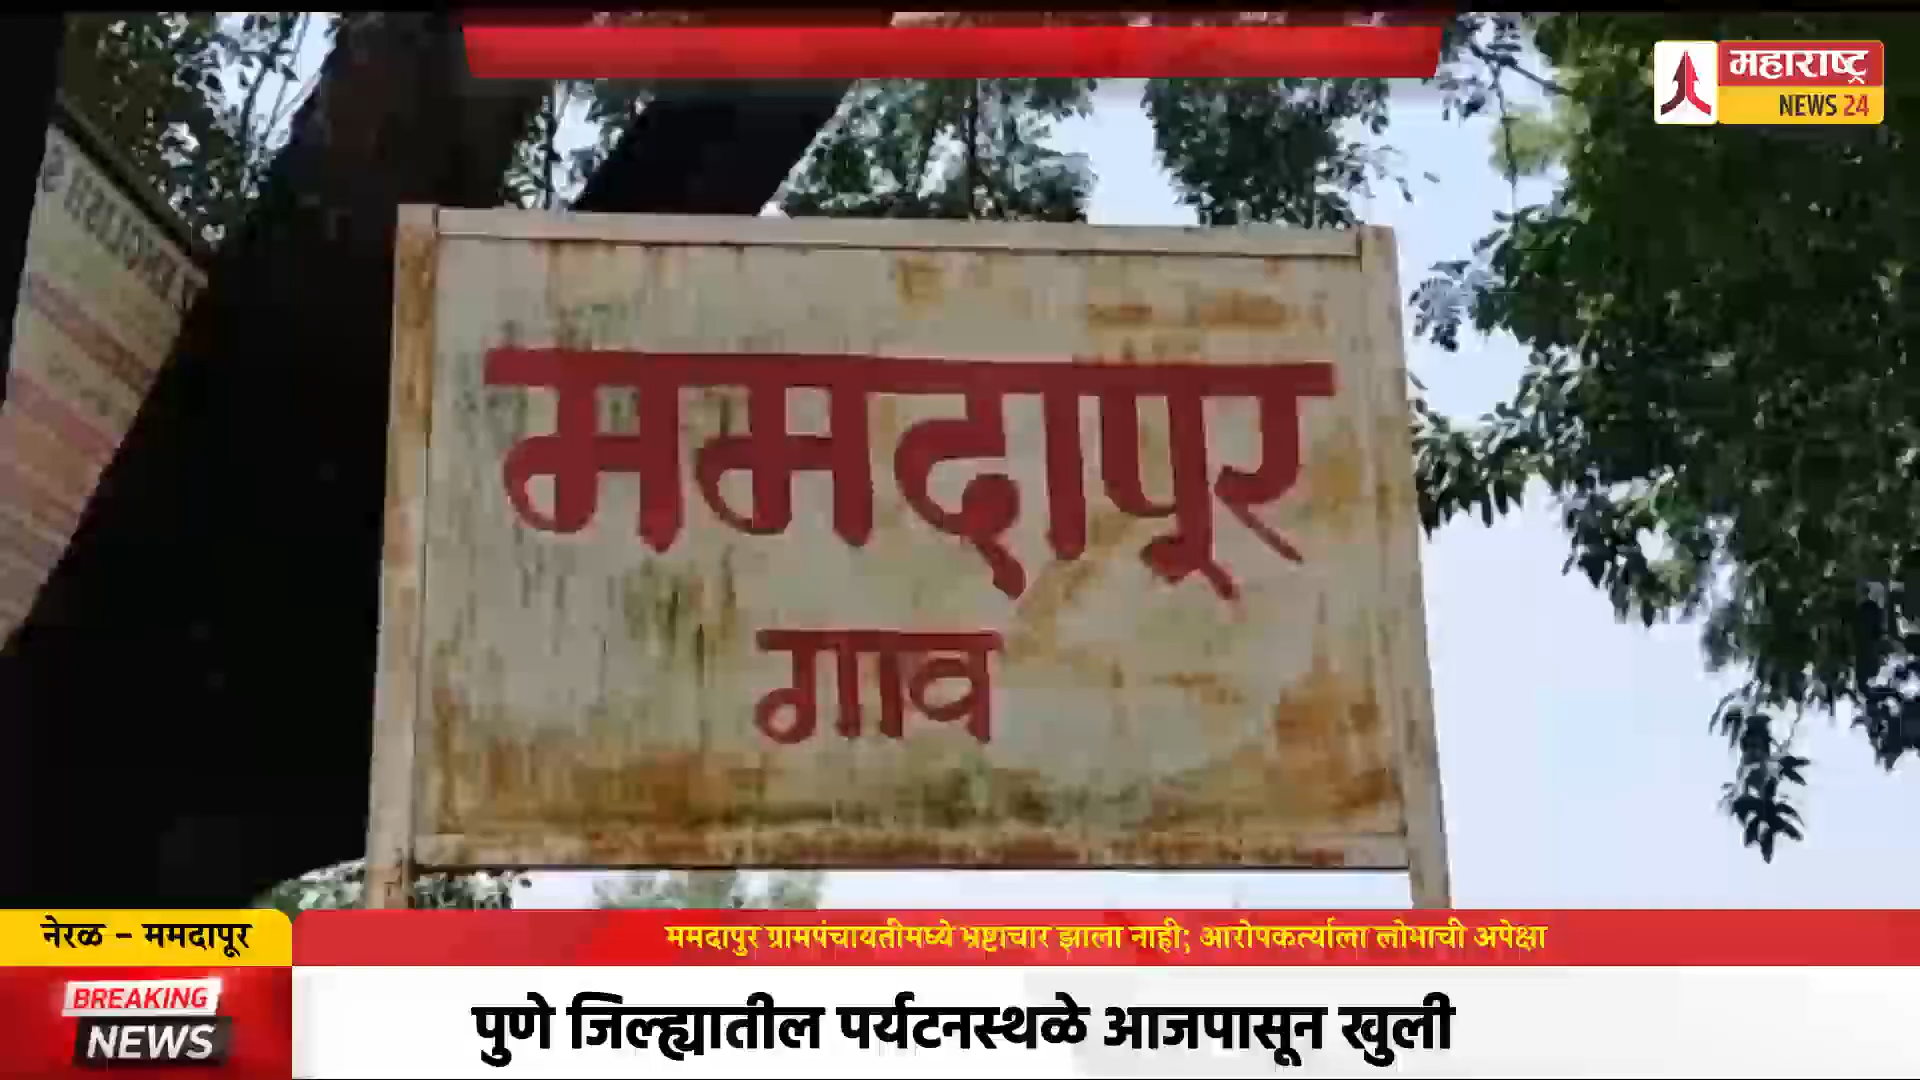 महाराष्ट्र
NEWS 24
ममदापूर
गाव
नेरळ - ममदापूर
ममदापुर ग्रामपंचायतीमध्ये भ्रष्टाचार झाला नाही; आरोपकर्त्याला लोभाची अपेक्षा
BREAKING
NEWS
पुणे जिल्ह्यातील पर्यटनस्थळे आजपासून खुली